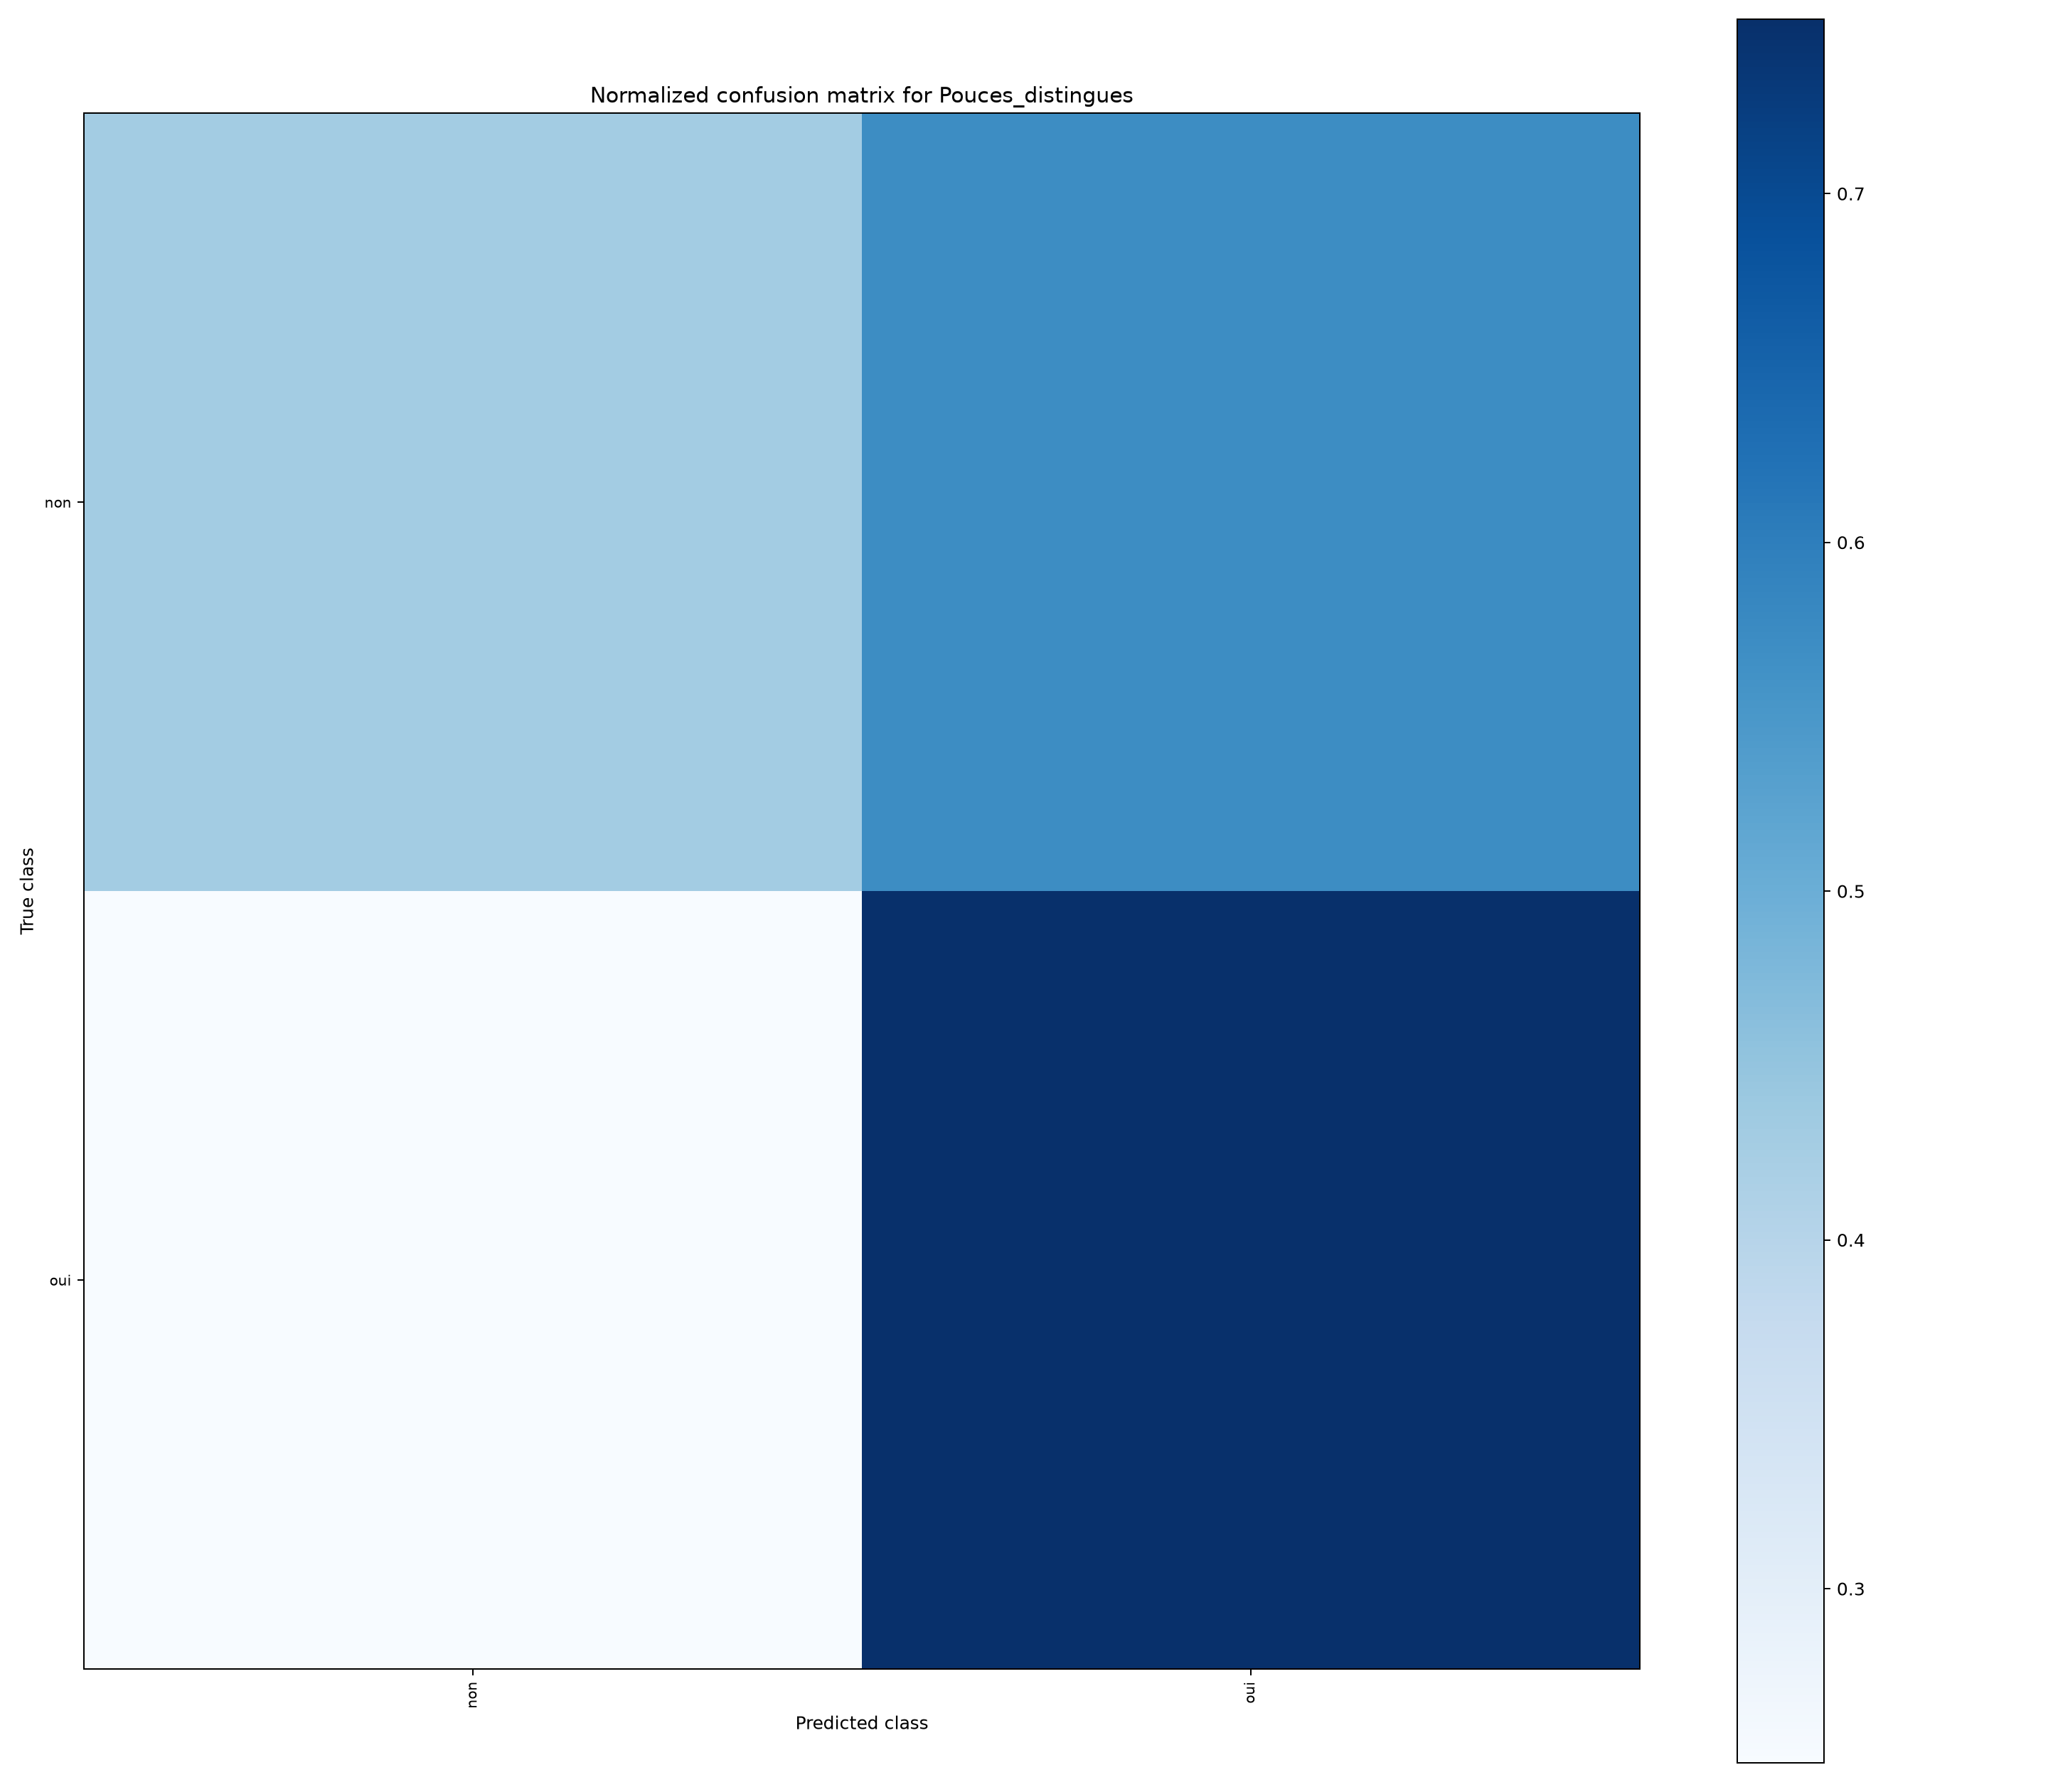 Normalized confusion matrix for Pouces_distingues
True class
non
oui
non
oui
Predicted class
0.7
0.6
0.5
0.4
0.3